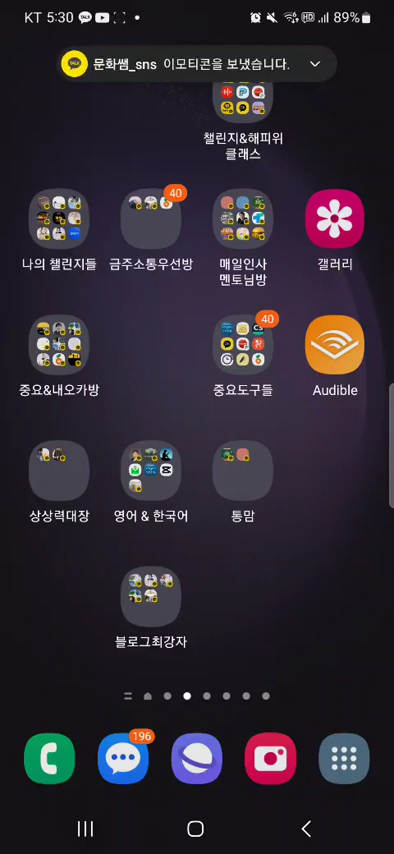 KT 5:30
HD
89%
문화쌤_sns 이모티콘을 보냈습니다.
챌린지&해피위
클래스
40
나의 챌린지들
금주소통우선방
매일인사
멘토님방
갤러리
40
중요&내오카방
중요도구들
Audible
상상력대장
영어 & 한국어
통맘
블로그최강자
196